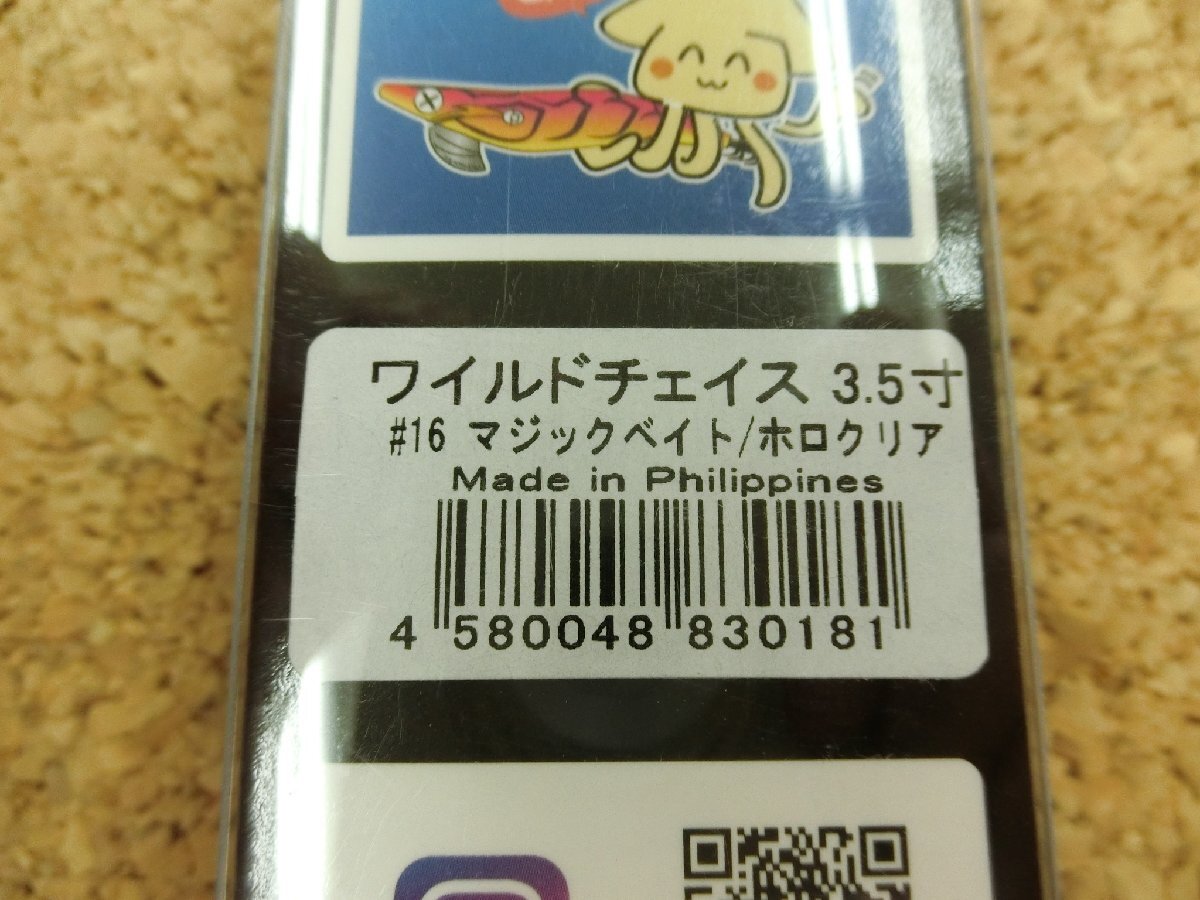 ワイルドチェイス 3.5寸
#16 マジックベイト/ホロクリア
Made in Philippines
4 580048 830181